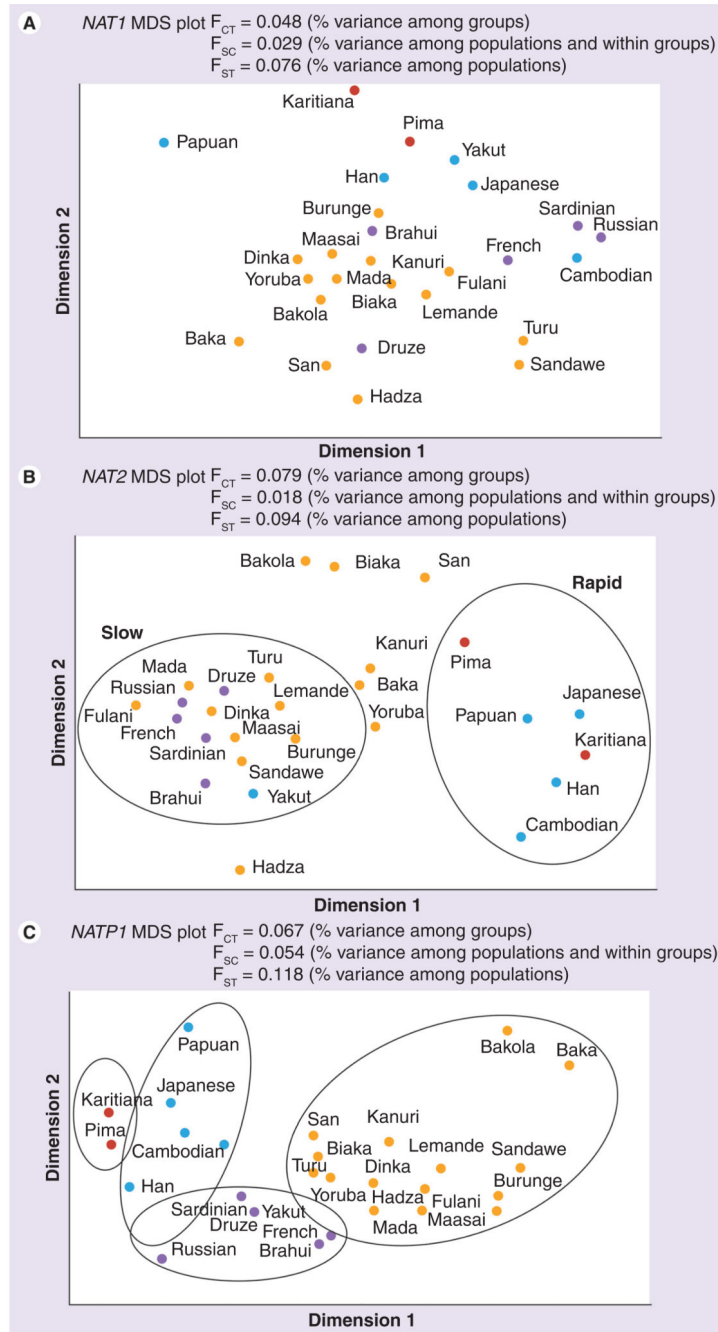 A NAT1 MDS plot F_CT = 0.048 (% variance among groups)
F_SC = 0.029 (% variance among populations and within groups)
F_ST = 0.076 (% variance among populations)
Karitiana
Pima
Papuan
Yakut
Han
Japanese
Burunge
Sardinian
Brahui
Russian
Maasai
French
Dinka
Kanuri
Cambodian
Yoruba
Mada
Fulani
Bakola
Biaka
Lemande
Baka
Druze
Turu
San
Sandawe
Hadza
Dimension 2
Dimension 1
B NAT2 MDS plot F_CT = 0.079 (% variance among groups)
F_SC = 0.018 (% variance among populations and within groups)
F_ST = 0.094 (% variance among populations)
Bakola
Biaka
San
Rapid
Slow
Kanuri
Pima
Mada
Turu
Druze
Russian
Lemande
Baka
Japanese
Fulani
Dinka
Yoruba
Papuan
French
Maasai
Karitiana
Sardinian
Burunge
Sandawe
Han
Brahui
Yakut
Cambodian
Hadza
Dimension 2
Dimension 1
C NATP1 MDS plot F_CT = 0.067 (% variance among groups)
F_SC = 0.054 (% variance among populations and within groups)
F_ST = 0.118 (% variance among populations)
Papuan
Bakola
Baka
Japanese
Karitiana
San
Kanuri
Pima
Cambodian
Biaka
Lemande
Sandawe
Turu
Dinka
Burunge
Han
Yoruba
Hadza
Fulani
Sardinian
Yakut
Mada
Maasai
Druze
French
Russian
Brahui
Dimension 2
Dimension 1